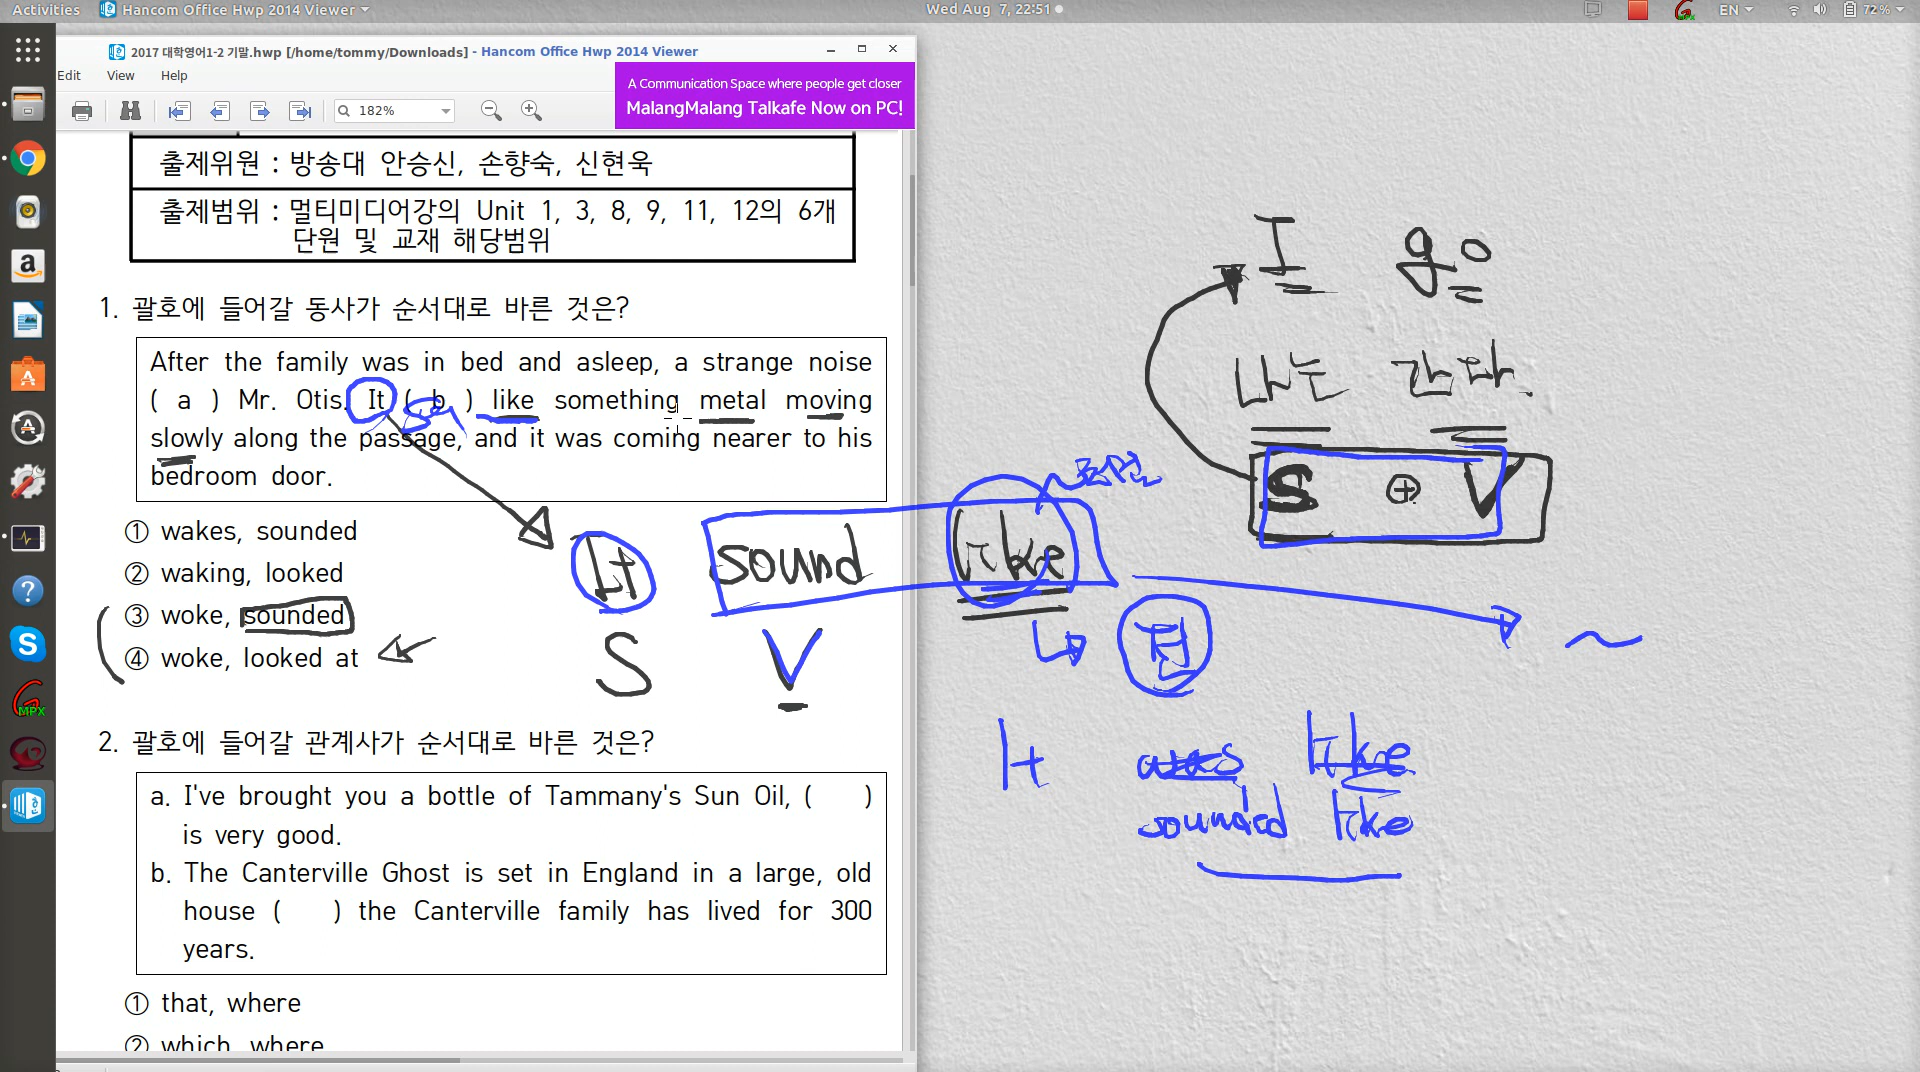 Activities
Hancom Office Hwp 2014 Viewer
Wed Aug 7, 22:51
EN
72%
2017 대학영어1-2 기말.hwp [/home/tommy/Downloads] - Hancom Office Hwp 2014 Viewer
Edit View Help
A Communication Space where people get closer
MalangMalang Talkafe Now on PC!
182%
출제위원 : 방송대 안승신, 손향숙, 신현욱
출제범위 : 멀티미디어강의 Unit 1, 3, 8, 9, 11, 12의 6개
단원 및 교재 해당범위
1. 괄호에 들어갈 동사가 순서대로 바른 것은?
After the family was in bed and asleep, a strange noise
( a ) Mr. Otis. It ( b ) like something metal moving
slowly along the passage, and it was coming nearer to his
bedroom door.
① wakes, sounded
② waking, looked
③ woke, sounded
④ woke, looked at
2. 괄호에 들어갈 관계사가 순서대로 바른 것은?
a. I've brought you a bottle of Tammany's Sun Oil, ( )
is very good.
b. The Canterville Ghost is set in England in a large, old
house ( ) the Canterville family has lived for 300
years.
① that, where
② which, where
I go
나는 간다
S + V
It sound like
S V
It was like
sounded like
MPX